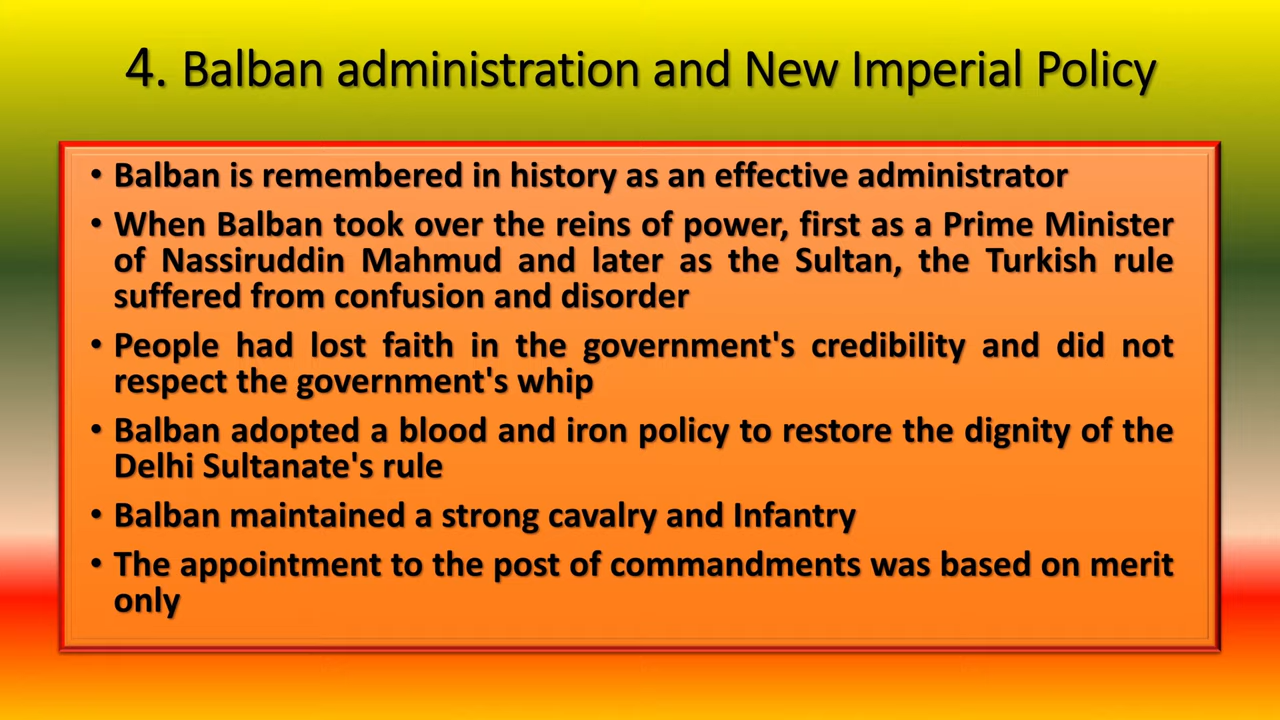 4. Balban administration and New Imperial Policy
• Balban is remembered in history as an effective administrator
• When Balban took over the reins of power, first as a Prime Minister
of Nassiruddin Mahmud and later as the Sultan, the Turkish rule
suffered from confusion and disorder
• People had lost faith in the government's credibility and did not
respect the government's whip
• Balban adopted a blood and iron policy to restore the dignity of the
Delhi Sultanate's rule
• Balban maintained a strong cavalry and Infantry
• The appointment to the post of commandments was based on merit
only